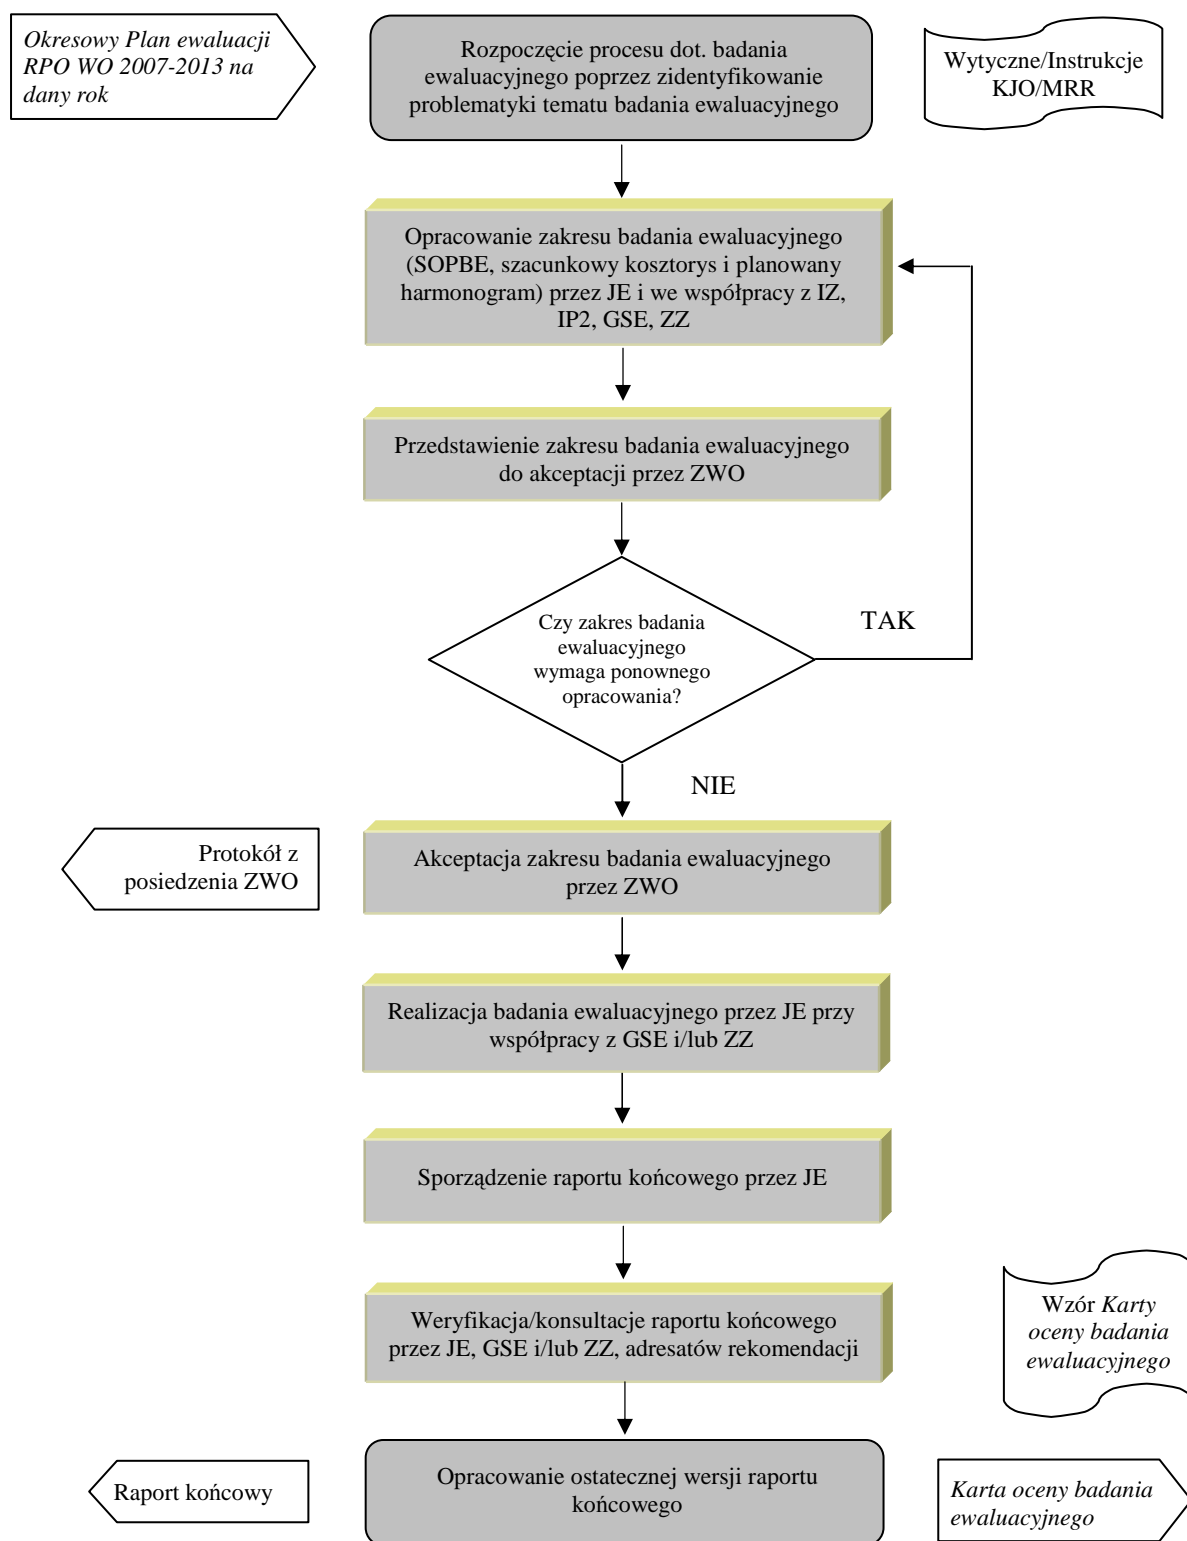 Okresowy Plan ewaluacji
RPO WO 2007-2013 na
dany rok
Rozpoczęcie procesu dot. badania
ewaluacyjnego poprzez zidentyfikowanie
problematyki tematu badania ewaluacyjnego
Wytyczne/Instrukcje
KJO/MRR
Opracowanie zakresu badania ewaluacyjnego
(SOPBE, szacunkowy kosztorys i planowany
harmonogram) przez JE i we współpracy z IZ,
IP2, GSE, ZZ
Przedstawienie zakresu badania ewaluacyjnego
do akceptacji przez ZWO
Czy zakres badania
ewaluacyjnego
wymaga ponownego
opracowania?
TAK
NIE
Protokół z
posiedzenia ZWO
Akceptacja zakresu badania ewaluacyjnego
przez ZWO
Realizacja badania ewaluacyjnego przez JE przy
współpracy z GSE i/lub ZZ
Sporządzenie raportu końcowego przez JE
Weryfikacja/konsultacje raportu końcowego
przez JE, GSE i/lub ZZ, adresatów rekomendacji
Wzór Karty
oceny badania
ewaluacyjnego
Raport końcowy
Opracowanie ostatecznej wersji raportu
końcowego
Karta oceny badania
ewaluacyjnego